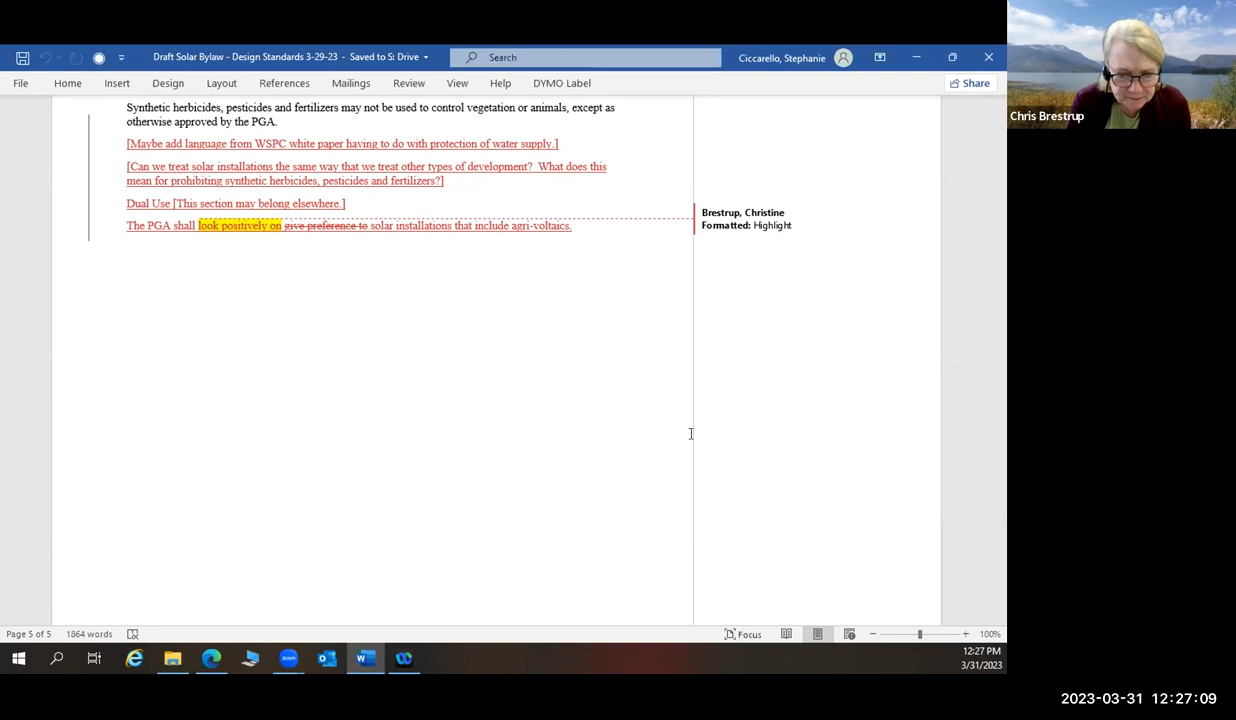 Draft Solar Bylaw - Design Standards 3-29-23 - Saved to S: Drive
Search
Ciccarello, Stephanie
File Home Insert Design Layout References Mailings Review View Help DYMO Label Share
Chris Brestrup
Synthetic herbicides, pesticides and fertilizers may not be used to control vegetation or animals, except as
otherwise approved by the PGA.
[Maybe add language from WSPC white paper having to do with protection of water supply.]
[Can we treat solar installations the same way that we treat other types of development? What does this
mean for prohibiting synthetic herbicides, pesticides and fertilizers?]
Dual Use [This section may belong elsewhere.]
The PGA shall look positively on give preference to solar installations that include agri-voltaics.
Brestrup, Christine
Formatted: Highlight
Page 5 of 5 1864 words Focus 100%
zoom
12:27 PM
3/31/2023
2023-03-31 12:27:09